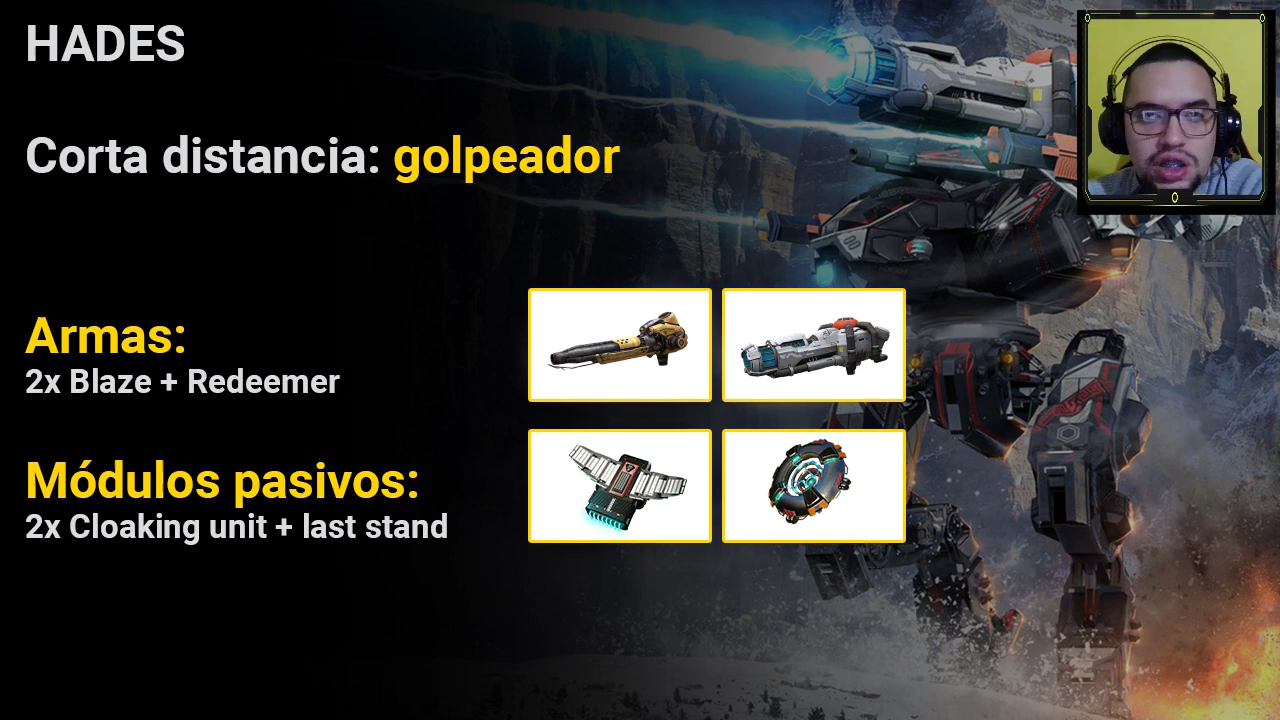 HADES
Corta distancia: golpeador
Armas:
2x Blaze + Redeemer
Módulos pasivos:
2x Cloaking unit + last stand